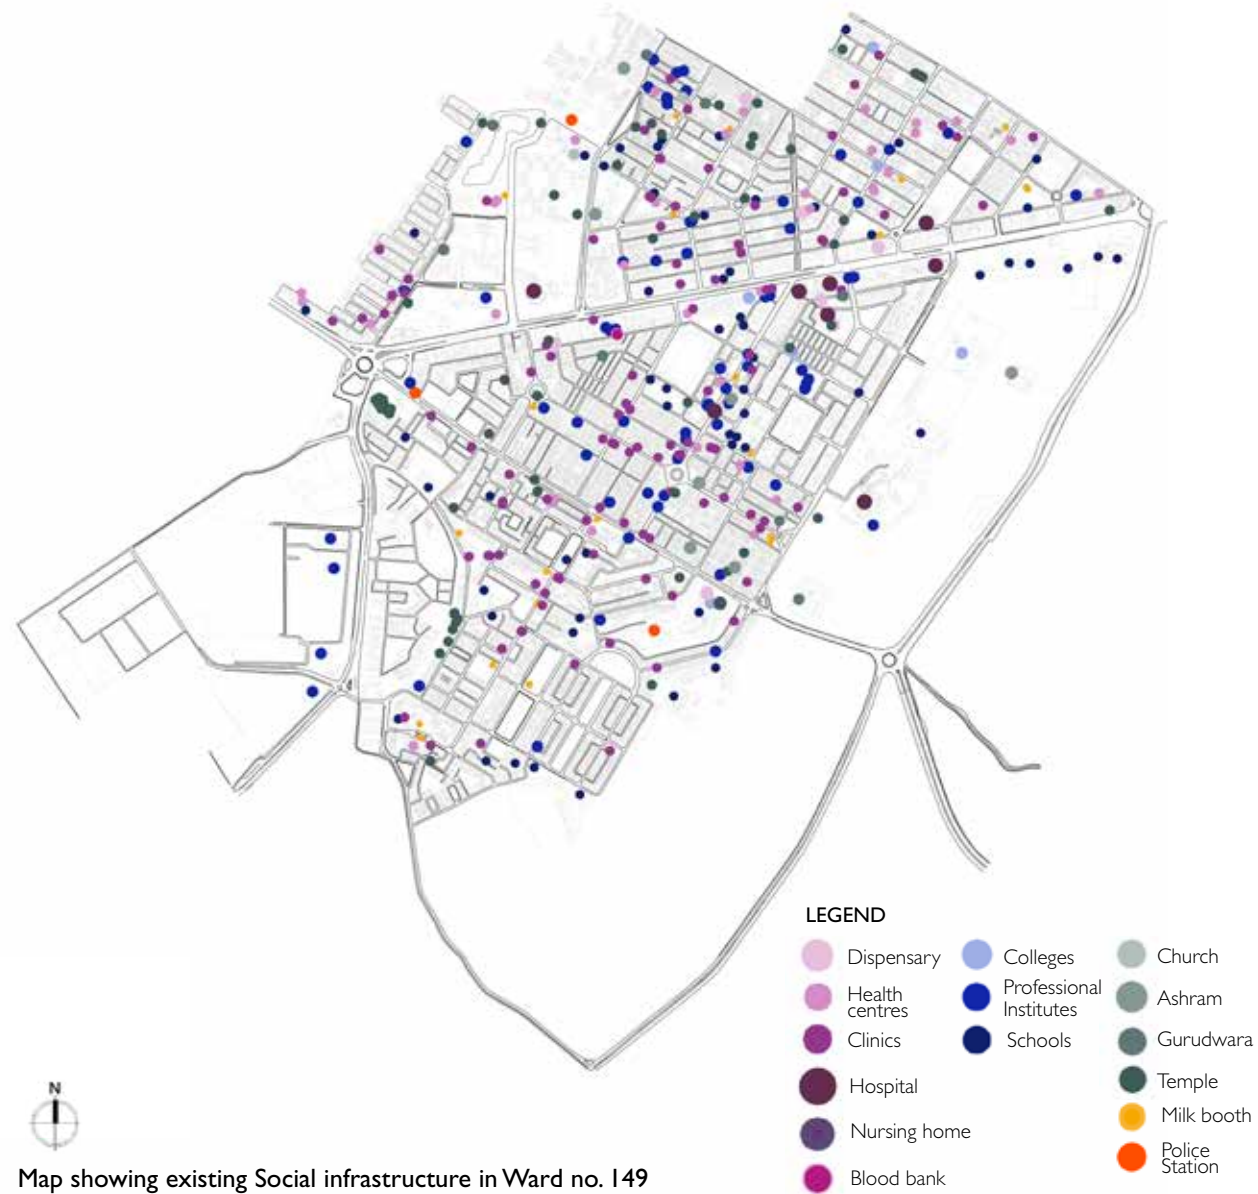 LEGEND
Dispensary
Health
centres
Clinics
Hospital
Nursing home
Blood bank
Colleges
Professional
Institutes
Schools
Church
Ashram
Gurudwara
Temple
Milk booth
Police
Station
N
Map showing existing Social infrastructure in Ward no. 149